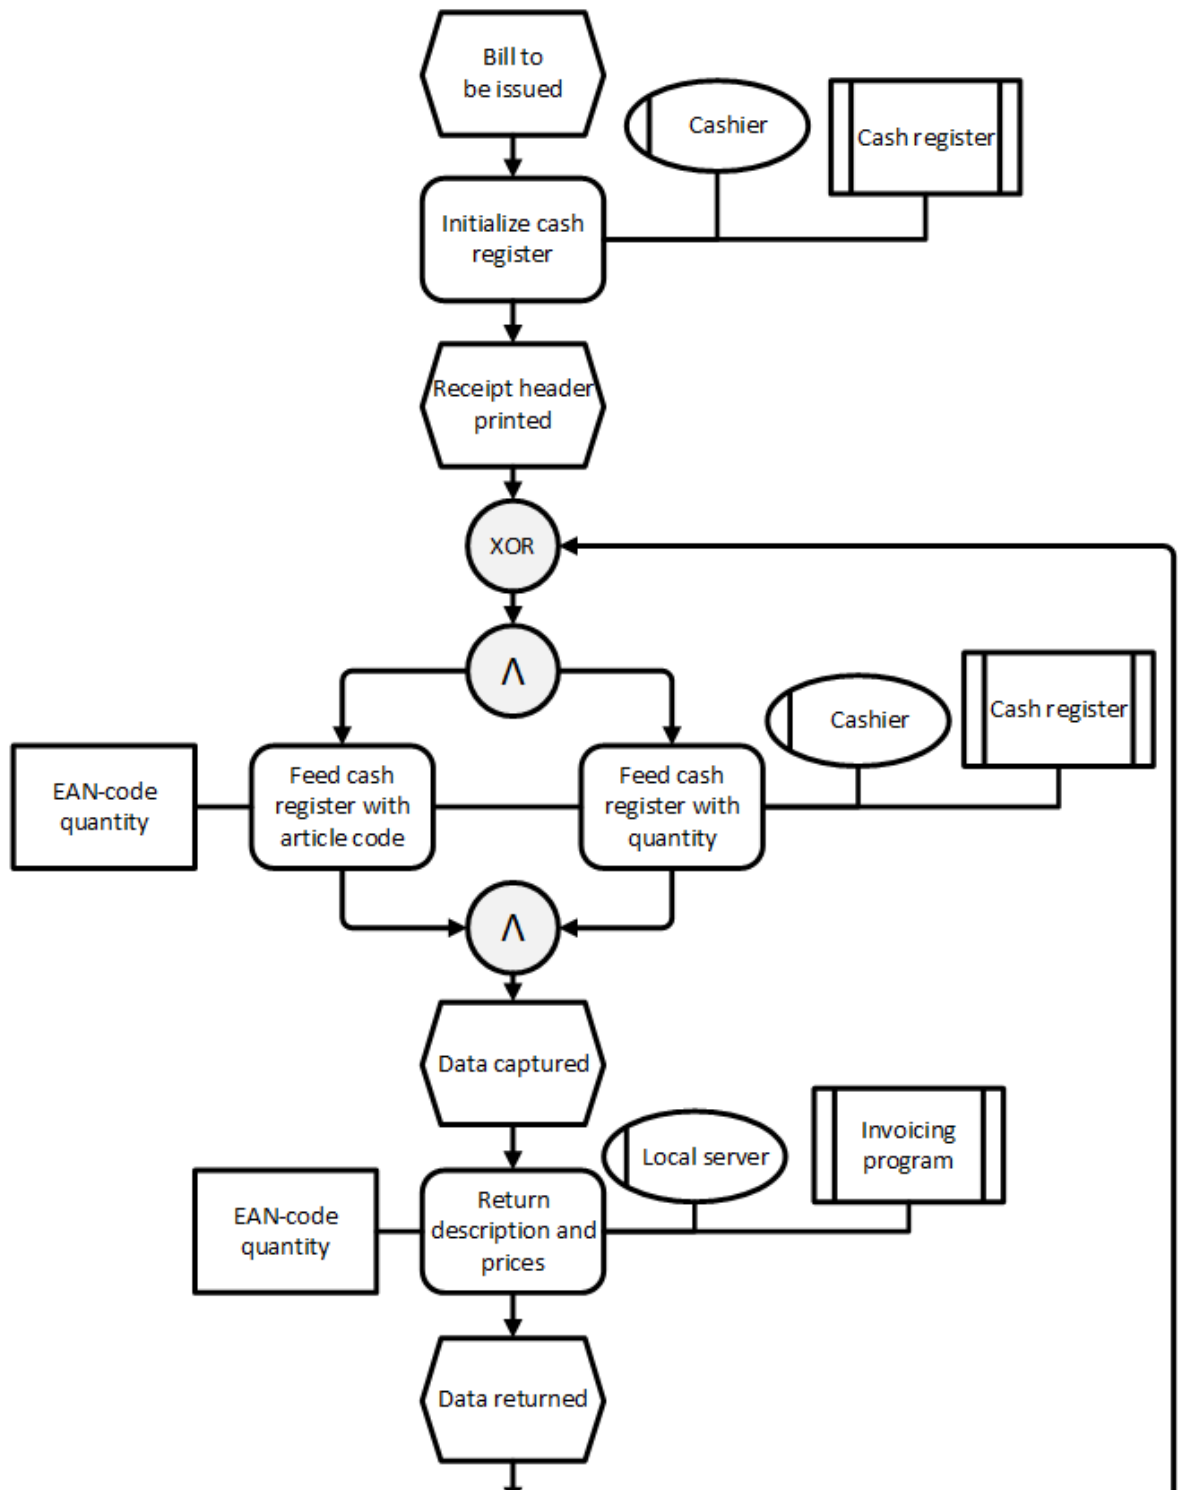 Bill to
be issued
Cashier
Cash register
Initialize cash
register
Receipt header
printed
XOR
Λ
Cashier
Cash register
EAN-code
quantity
Feed cash
register with
article code
Feed cash
register with
quantity
Λ
Data captured
Local server
Invoicing
program
EAN-code
quantity
Return
description and
prices
Data returned